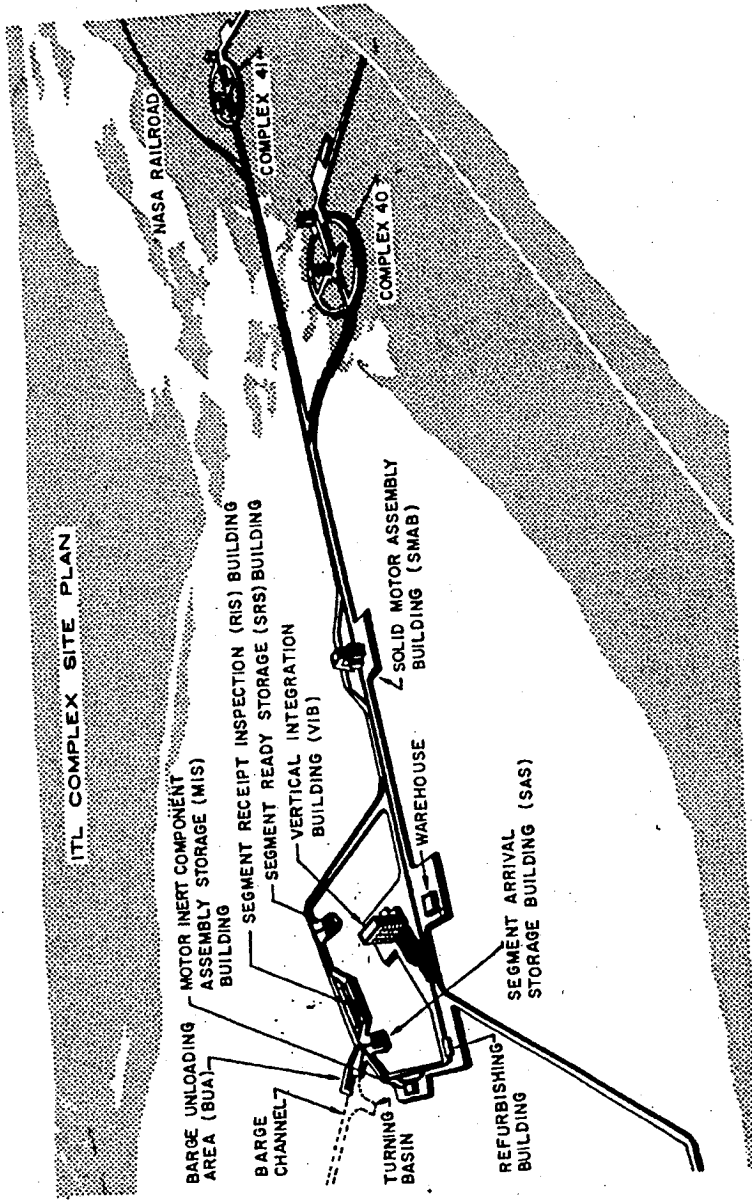 ITL COMPLEX SITE PLAN
NASA RAILROAD
COMPLEX 41
COMPLEX 40
BARGE UNLOADING
AREA (BUA)
MOTOR INERT COMPONENT
ASSEMBLY STORAGE (MIS)
BUILDING
SEGMENT RECEIPT INSPECTION (RIS) BUILDING
SEGMENT READY STORAGE (SRS) BUILDING
VERTICAL INTEGRATION
BUILDING (VIB)
BARGE
CHANNEL
TURNING
BASIN
REFURBISHING
BUILDING
SEGMENT ARRIVAL
STORAGE BUILDING (SAS)
WAREHOUSE
SOLID MOTOR ASSEMBLY
BUILDING (SMAB)